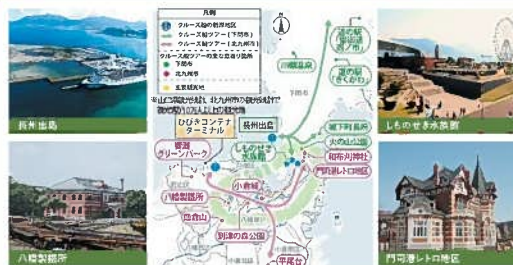 凡例
クルーズ船の寄港地区
クルーズ船ツアー（下関市）
クルーズ船ツアー（北九州市）
クルーズ船ツアーの主な立寄り箇所
下関市
北九州市
主要観光地
道の駅
道の駅
きくがわ
川棚温泉
下関市
ひびきコンテナ
ターミナル
長州出島
しものせき
水族館
城下町長府
火の山公園
和布刈神社
門司港レトロ地区
響灘
グリーンパーク
小倉城
八幡製鐵所
皿倉山
到津の森公園
平尾台
長州出島
しものせき水族館
八幡製鐵所
門司港レトロ地区